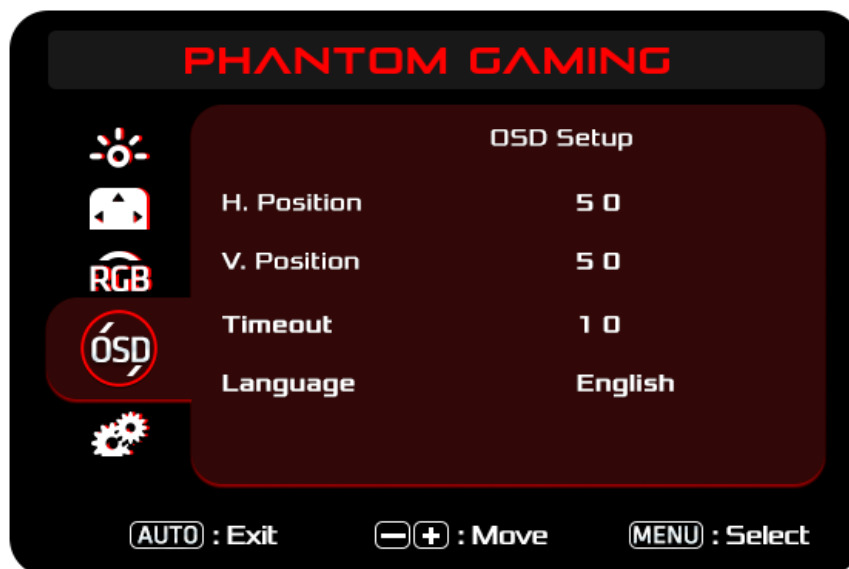 PHANTOM GAMING
OSD Setup
H. Position 50
V. Position 50
RGB
Timeout 10
OSD
Language English
AUTO : Exit − + : Move MENU : Select